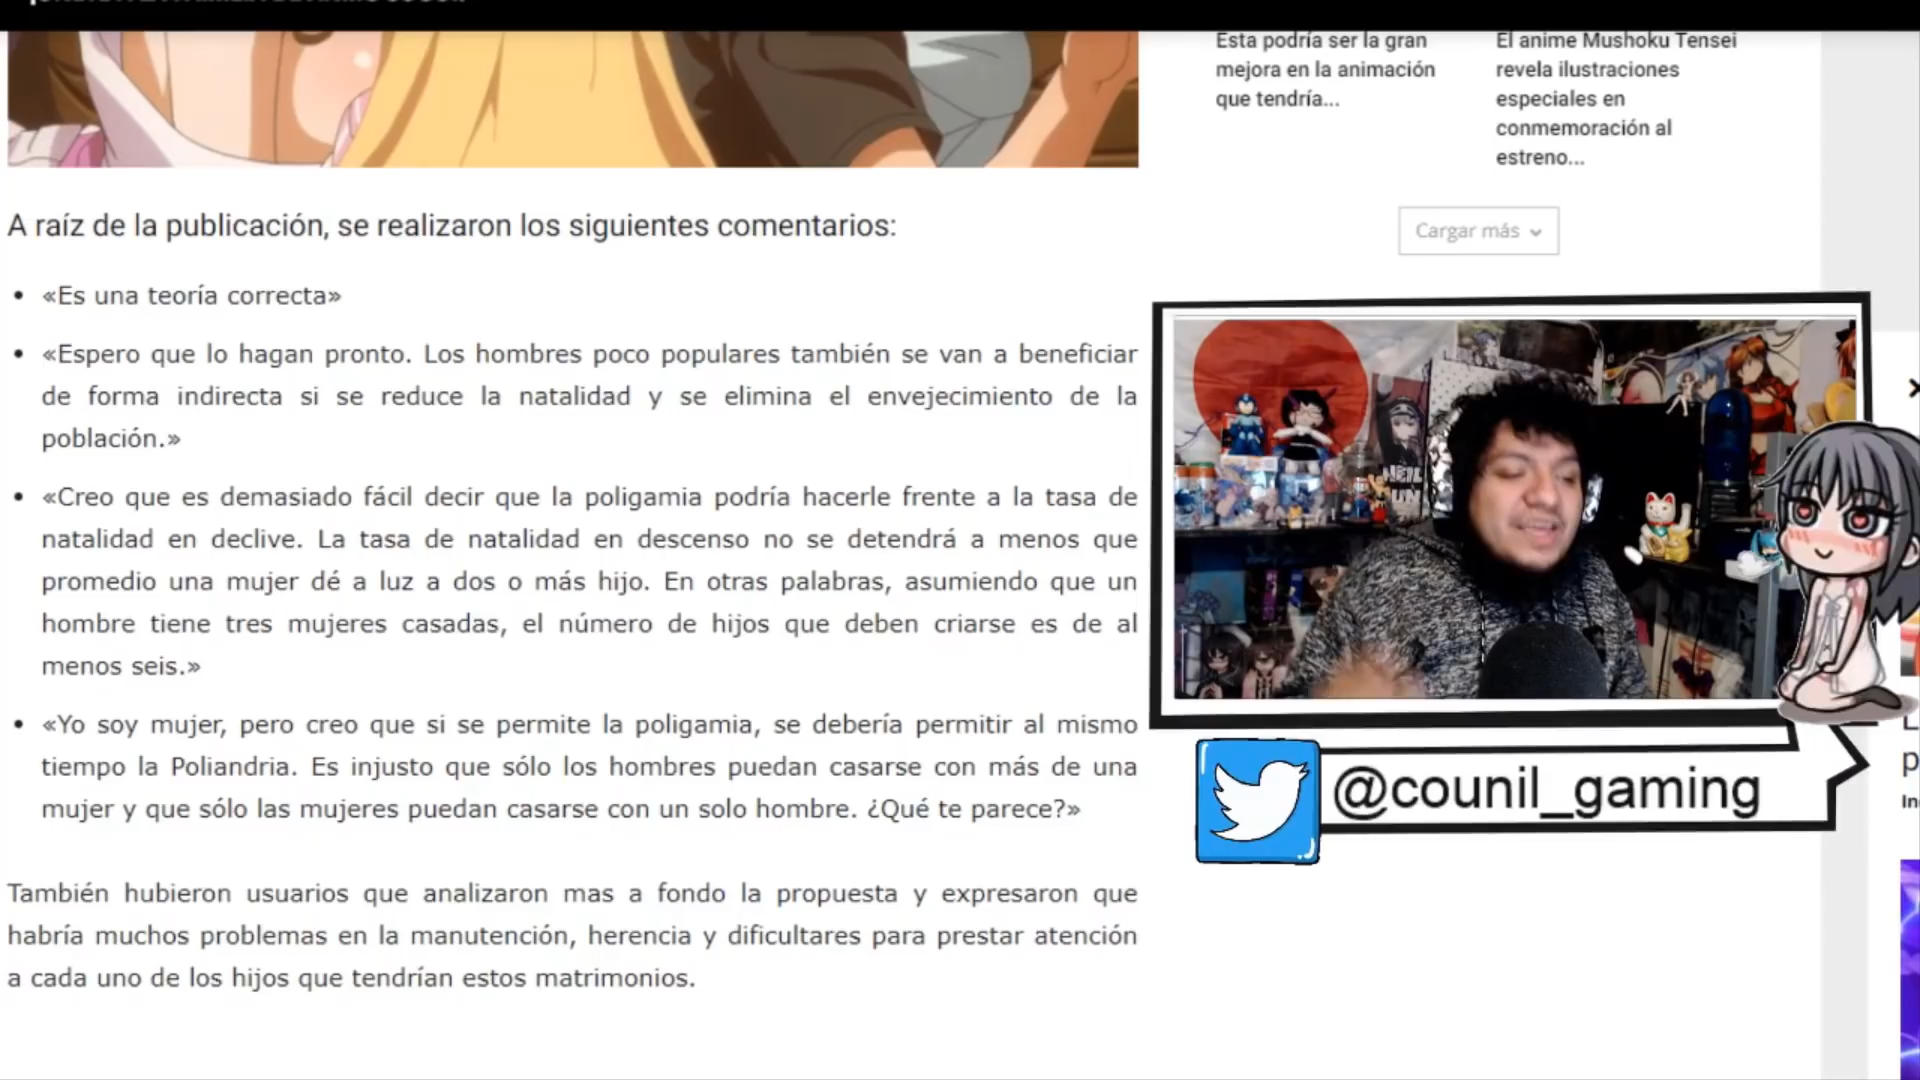 Esta podría ser la gran
mejora en la animación
que tendría...
El anime Mushoku Tensei
revela ilustraciones
especiales en
conmemoración al
estreno...
Cargar más
A raíz de la publicación, se realizaron los siguientes comentarios:
• «Es una teoría correcta»
• «Espero que lo hagan pronto. Los hombres poco populares también se van a beneficiar
de forma indirecta si se reduce la natalidad y se elimina el envejecimiento de la
población.»
• «Creo que es demasiado fácil decir que la poligamia podría hacerle frente a la tasa de
natalidad en declive. La tasa de natalidad en descenso no se detendrá a menos que
promedio una mujer dé a luz a dos o más hijo. En otras palabras, asumiendo que un
hombre tiene tres mujeres casadas, el número de hijos que deben criarse es de al
menos seis.»
• «Yo soy mujer, pero creo que si se permite la poligamia, se debería permitir al mismo
tiempo la Poliandria. Es injusto que sólo los hombres puedan casarse con más de una
mujer y que sólo las mujeres puedan casarse con un solo hombre. ¿Qué te parece?»
También hubieron usuarios que analizaron mas a fondo la propuesta y expresaron que
habría muchos problemas en la manutención, herencia y dificultares para prestar atención
a cada uno de los hijos que tendrían estos matrimonios.
@counil_gaming